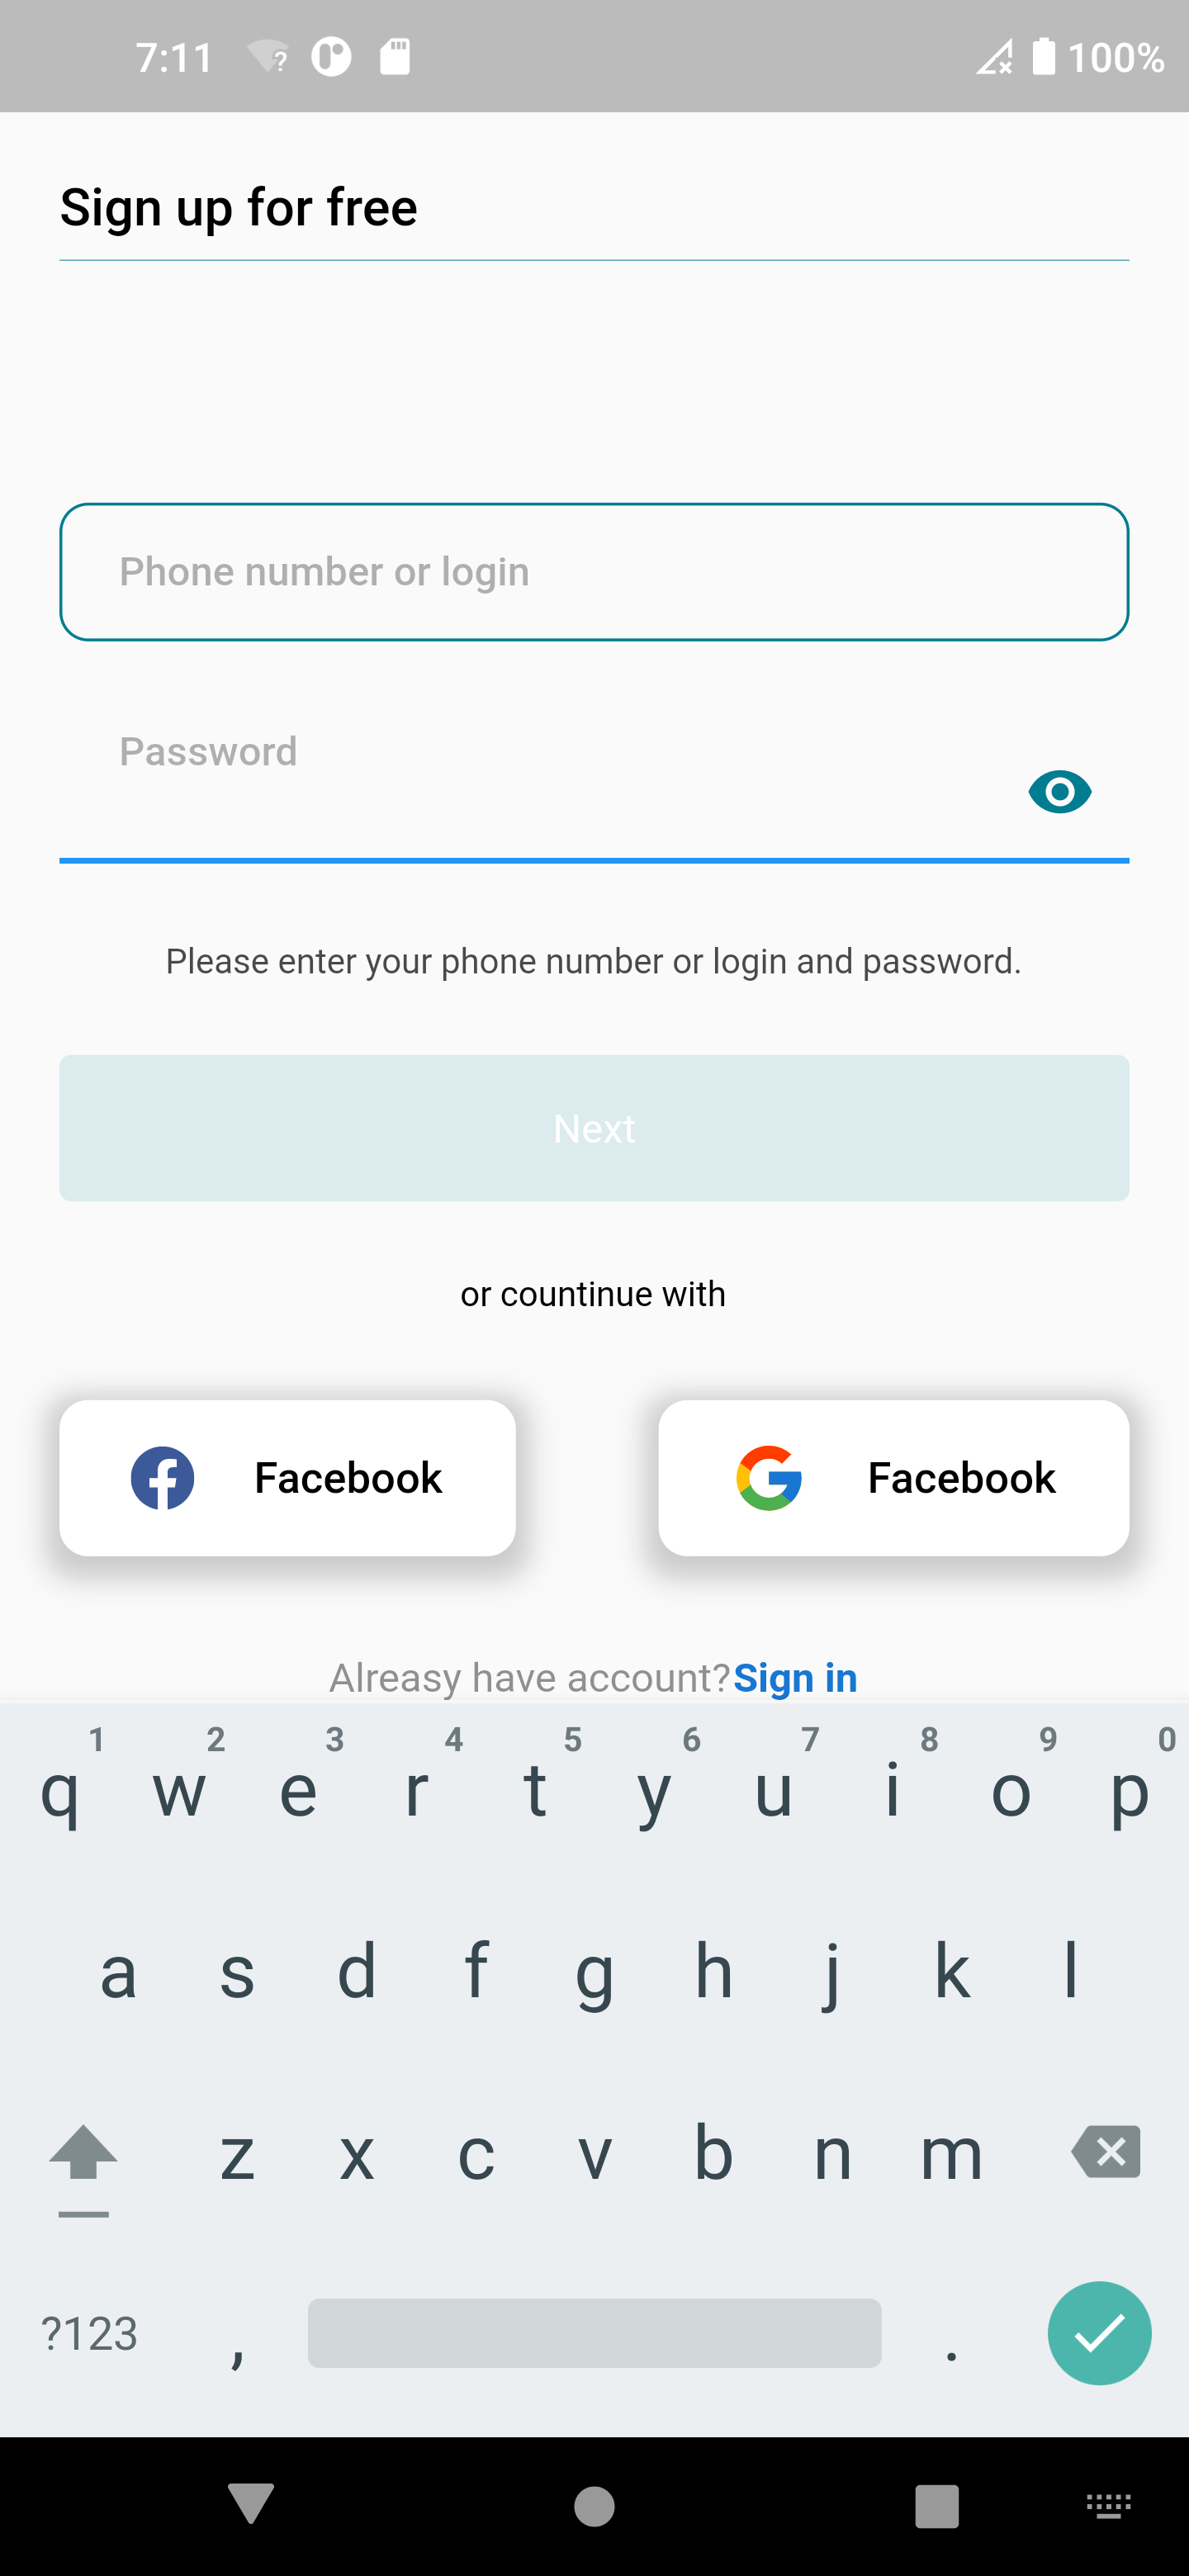 7:11 ? 100%
Sign up for free
Phone number or login
Password
Please enter your phone number or login and password.
Next
or countinue with
Facebook Facebook
Alreasy have account?Sign in
1 2 3 4 5 6 7 8 9 0
q w e r t y u i o p
a s d f g h j k l
z x c v b n m
?123 , .